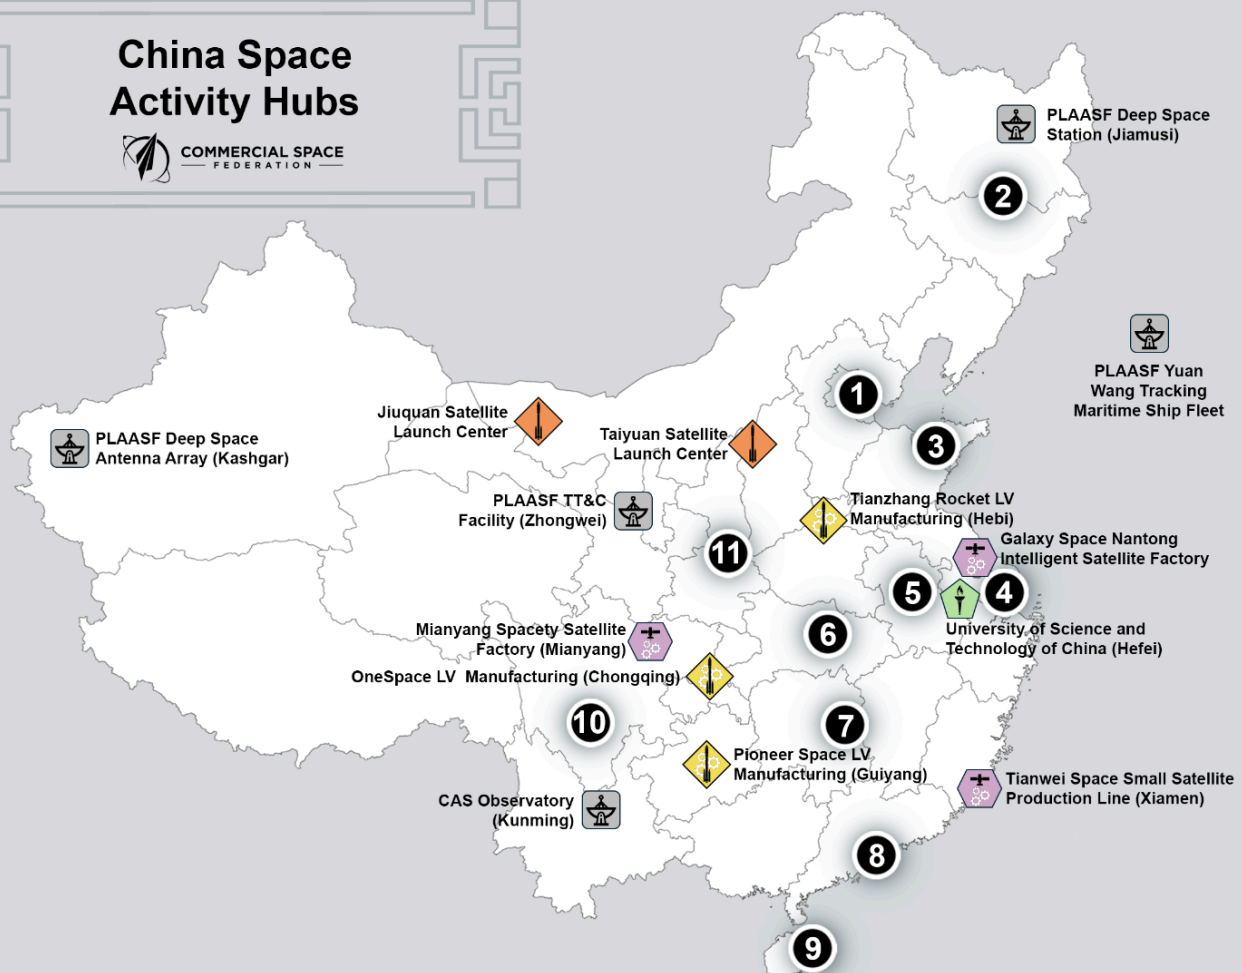 China Space
Activity Hubs
COMMERCIAL SPACE
FEDERATION
PLAASF Deep Space
Station (Jiamusi)
2
PLAASF Yuan
Wang Tracking
Maritime Ship Fleet
1
Jiuquan Satellite
Launch Center
Taiyuan Satellite
Launch Center
3
PLAASF Deep Space
Antenna Array (Kashgar)
PLAASF TT&C
Facility (Zhongwei)
Tianzhang Rocket LV
Manufacturing (Hebi)
11
Galaxy Space Nantong
Intelligent Satellite Factory
5
4
University of Science and
Technology of China (Hefei)
6
Mianyang Spacety Satellite
Factory (Mianyang)
OneSpace LV Manufacturing (Chongqing)
10
7
Pioneer Space LV
Manufacturing (Guiyang)
Tianwei Space Small Satellite
Production Line (Xiamen)
CAS Observatory
(Kunming)
8
9